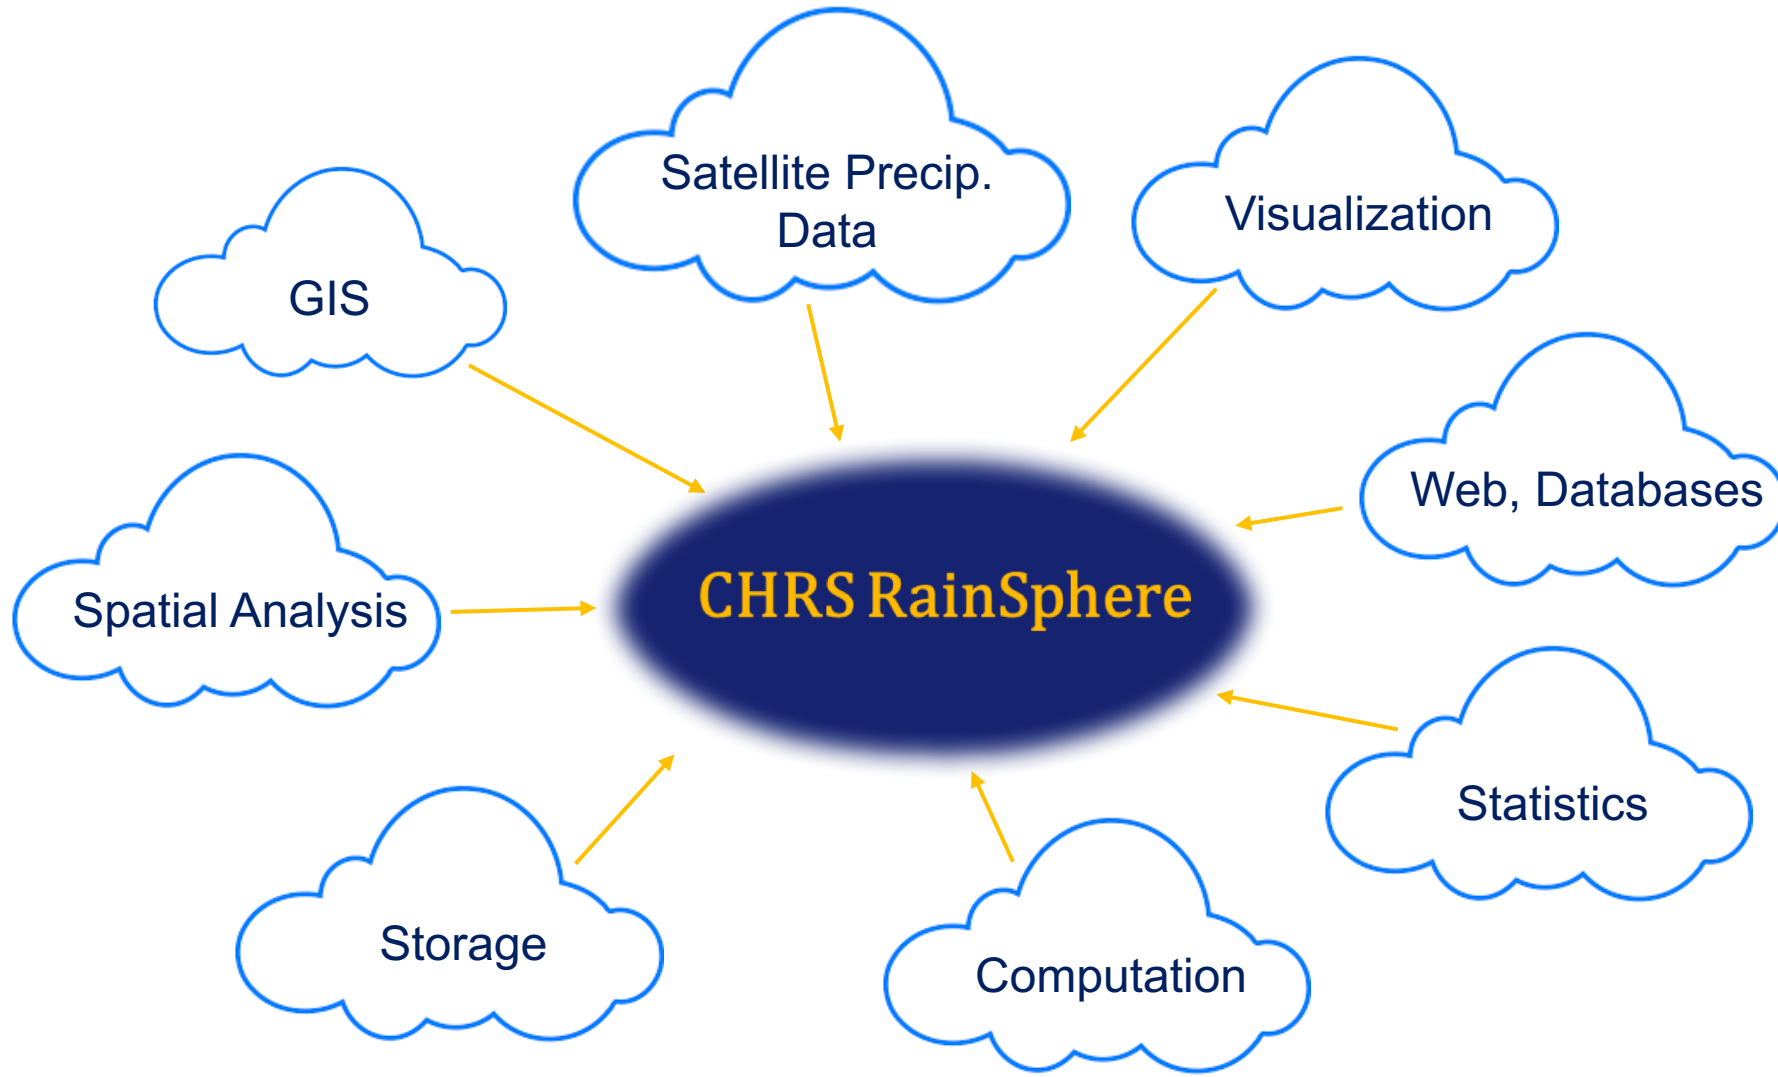 Satellite Precip.
Data
Visualization
GIS
Web, Databases
CHRS RainSphere
Spatial Analysis
Statistics
Storage
Computation